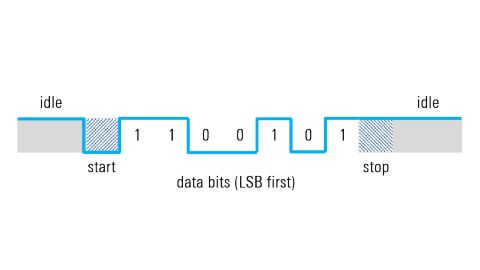 idle
idle
1 1 0 0 1 0 1
start
stop
data bits (LSB first)